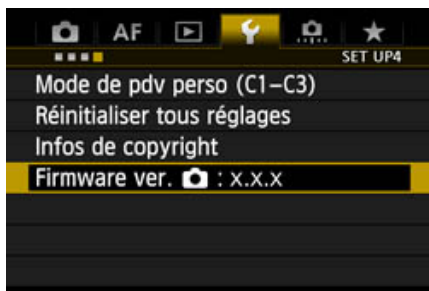 AF
SET UP4
Mode de pdv perso (C1–C3)
Réinitialiser tous réglages
Infos de copyright
Firmware ver. : x.x.x